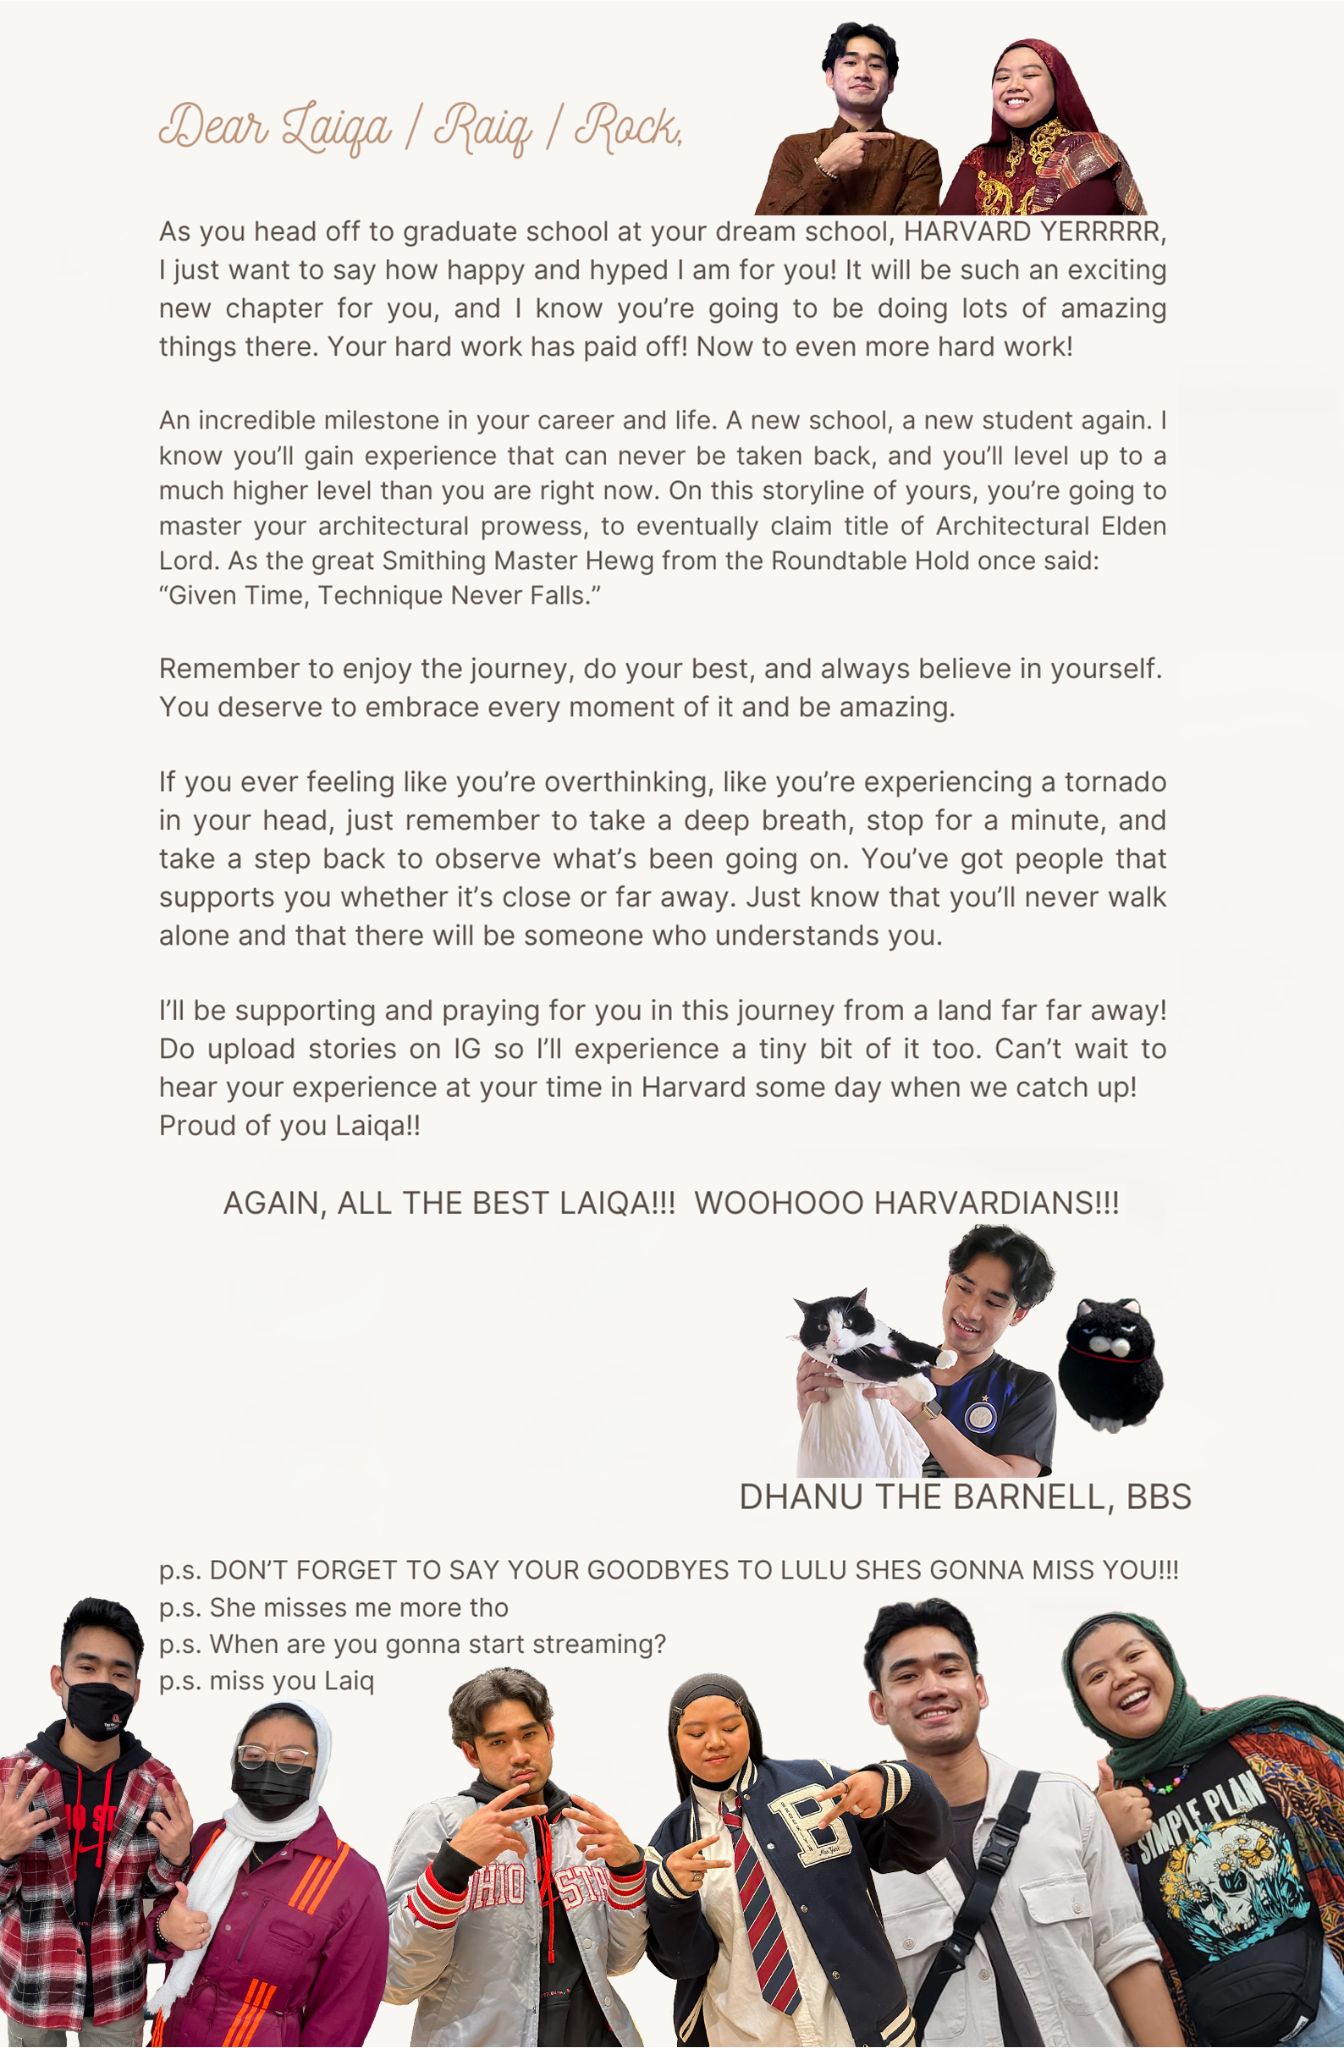 Dear Laiqa / Raiq / Rock,
As you head off to graduate school at your dream school, HARVARD YERRRRR,
I just want to say how happy and hyped I am for you! It will be such an exciting
new chapter for you, and I know you’re going to be doing lots of amazing
things there. Your hard work has paid off! Now to even more hard work!
An incredible milestone in your career and life. A new school, a new student again. I
know you’ll gain experience that can never be taken back, and you’ll level up to a
much higher level than you are right now. On this storyline of yours, you’re going to
master your architectural prowess, to eventually claim title of Architectural Elden
Lord. As the great Smithing Master Hewg from the Roundtable Hold once said:
“Given Time, Technique Never Falls.”
Remember to enjoy the journey, do your best, and always believe in yourself.
You deserve to embrace every moment of it and be amazing.
If you ever feeling like you’re overthinking, like you’re experiencing a tornado
in your head, just remember to take a deep breath, stop for a minute, and
take a step back to observe what’s been going on. You’ve got people that
supports you whether it’s close or far away. Just know that you’ll never walk
alone and that there will be someone who understands you.
I’ll be supporting and praying for you in this journey from a land far far away!
Do upload stories on IG so I’ll experience a tiny bit of it too. Can’t wait to
hear your experience at your time in Harvard some day when we catch up!
Proud of you Laiqa!!
AGAIN, ALL THE BEST LAIQA!!! WOOHOOO HARVARDIANS!!!
DHANU THE BARNELL, BBS
p.s. DON’T FORGET TO SAY YOUR GOODBYES TO LULU SHES GONNA MISS YOU!!!
p.s. She misses me more tho
p.s. When are you gonna start streaming?
p.s. miss you Laiq
OHIO STA
B
SIMPLE PLAN